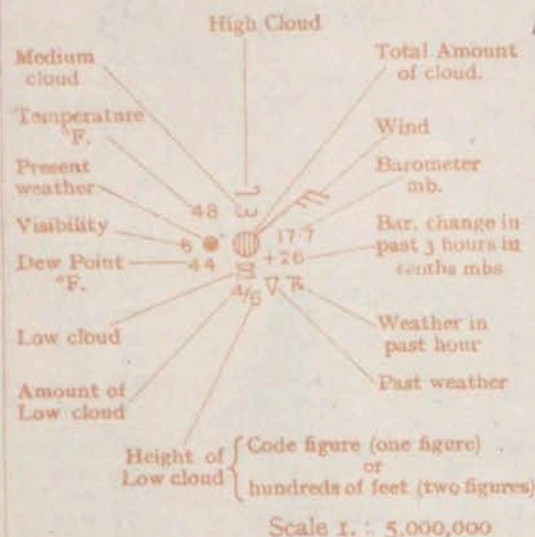 High Cloud
Medium
cloud
Total Amount
of cloud.
Temperature
°F.
Wind
Present
weather
Barometer
mb.
48
Visibility
6
17.7
Bar. change in
past 3 hours in
tenths mbs
+26
Dew Point
°F.
44
4/6
Low cloud
Weather in
past hour
Amount of
Low cloud
Past weather
Height of
Low cloud
Code figure (one figure)
or
hundreds of feet (two figures)
Scale 1. : 5,000,000